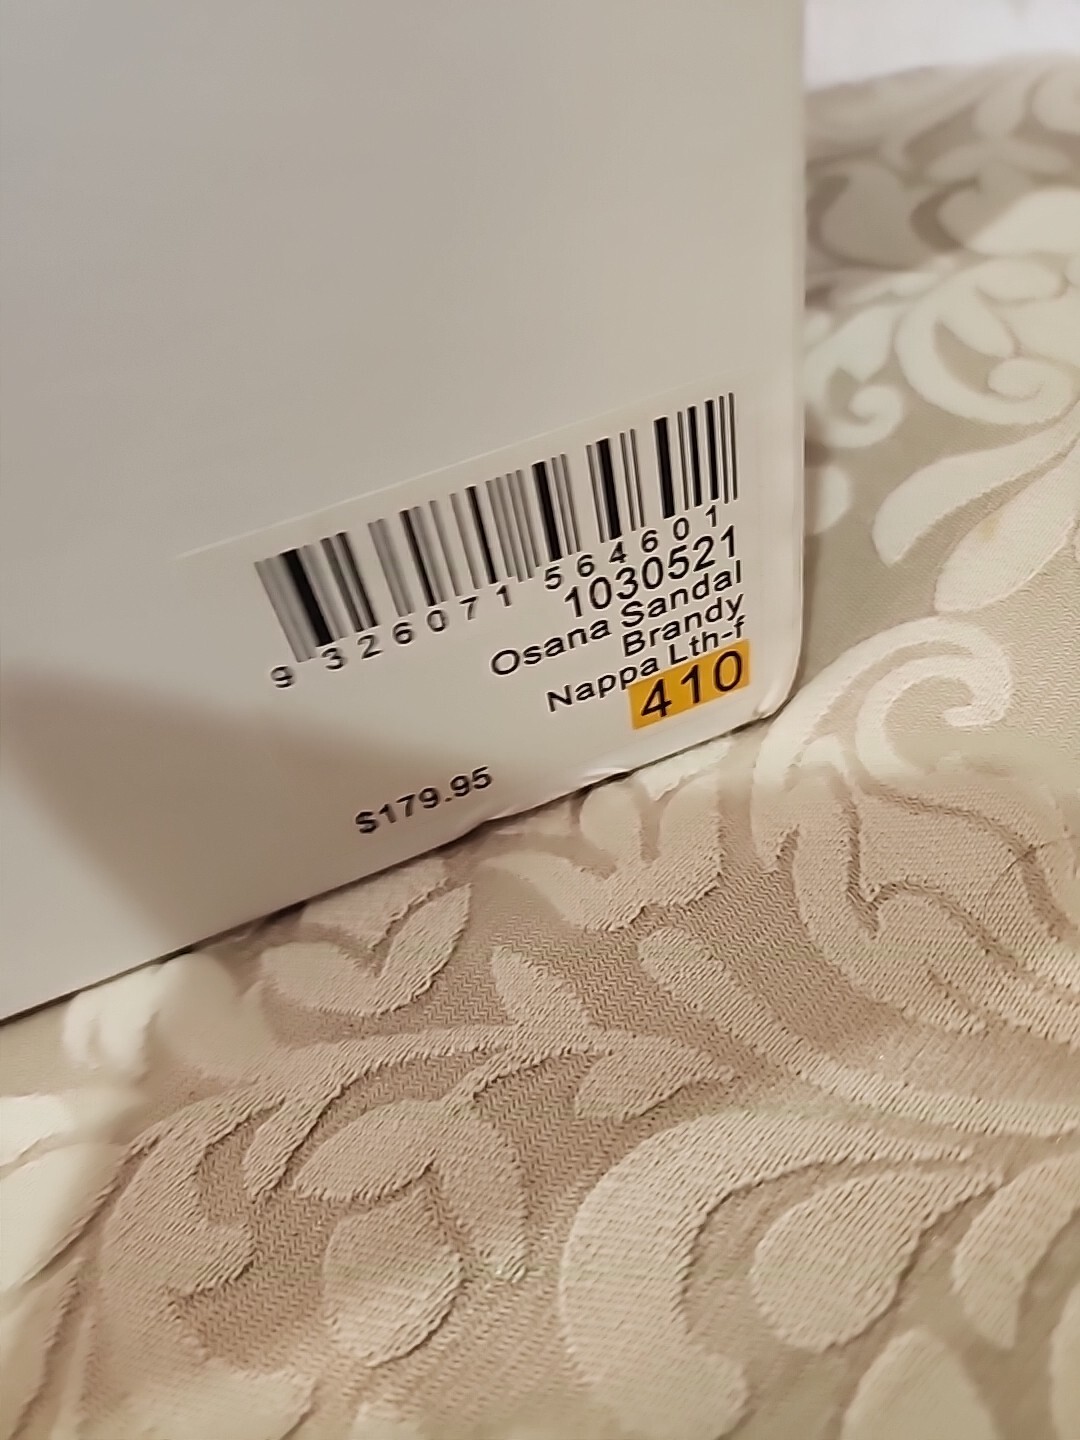 9 326071 564601
1030521
Osana Sandal
Brandy
Nappa Lth-f
410
$179.95